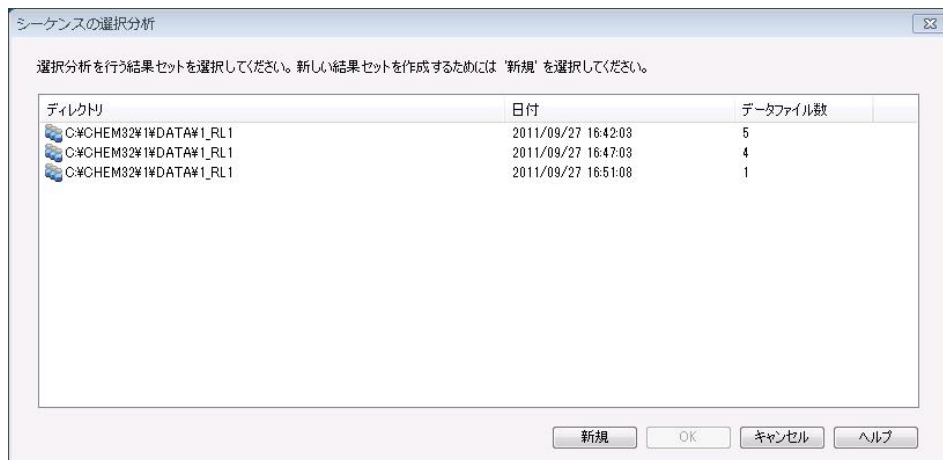 シーケンスの選択分析
選択分析を行う結果セットを選択してください。新しい結果セットを作成するためには '新規' を選択してください。
ディレクトリ 日付 データファイル数
C:¥CHEM32¥1¥DATA¥1_RL1 2011/09/27 16:42:03 5
C:¥CHEM32¥1¥DATA¥1_RL1 2011/09/27 16:47:03 4
C:¥CHEM32¥1¥DATA¥1_RL1 2011/09/27 16:51:08 1
新規 OK キャンセル ヘルプ